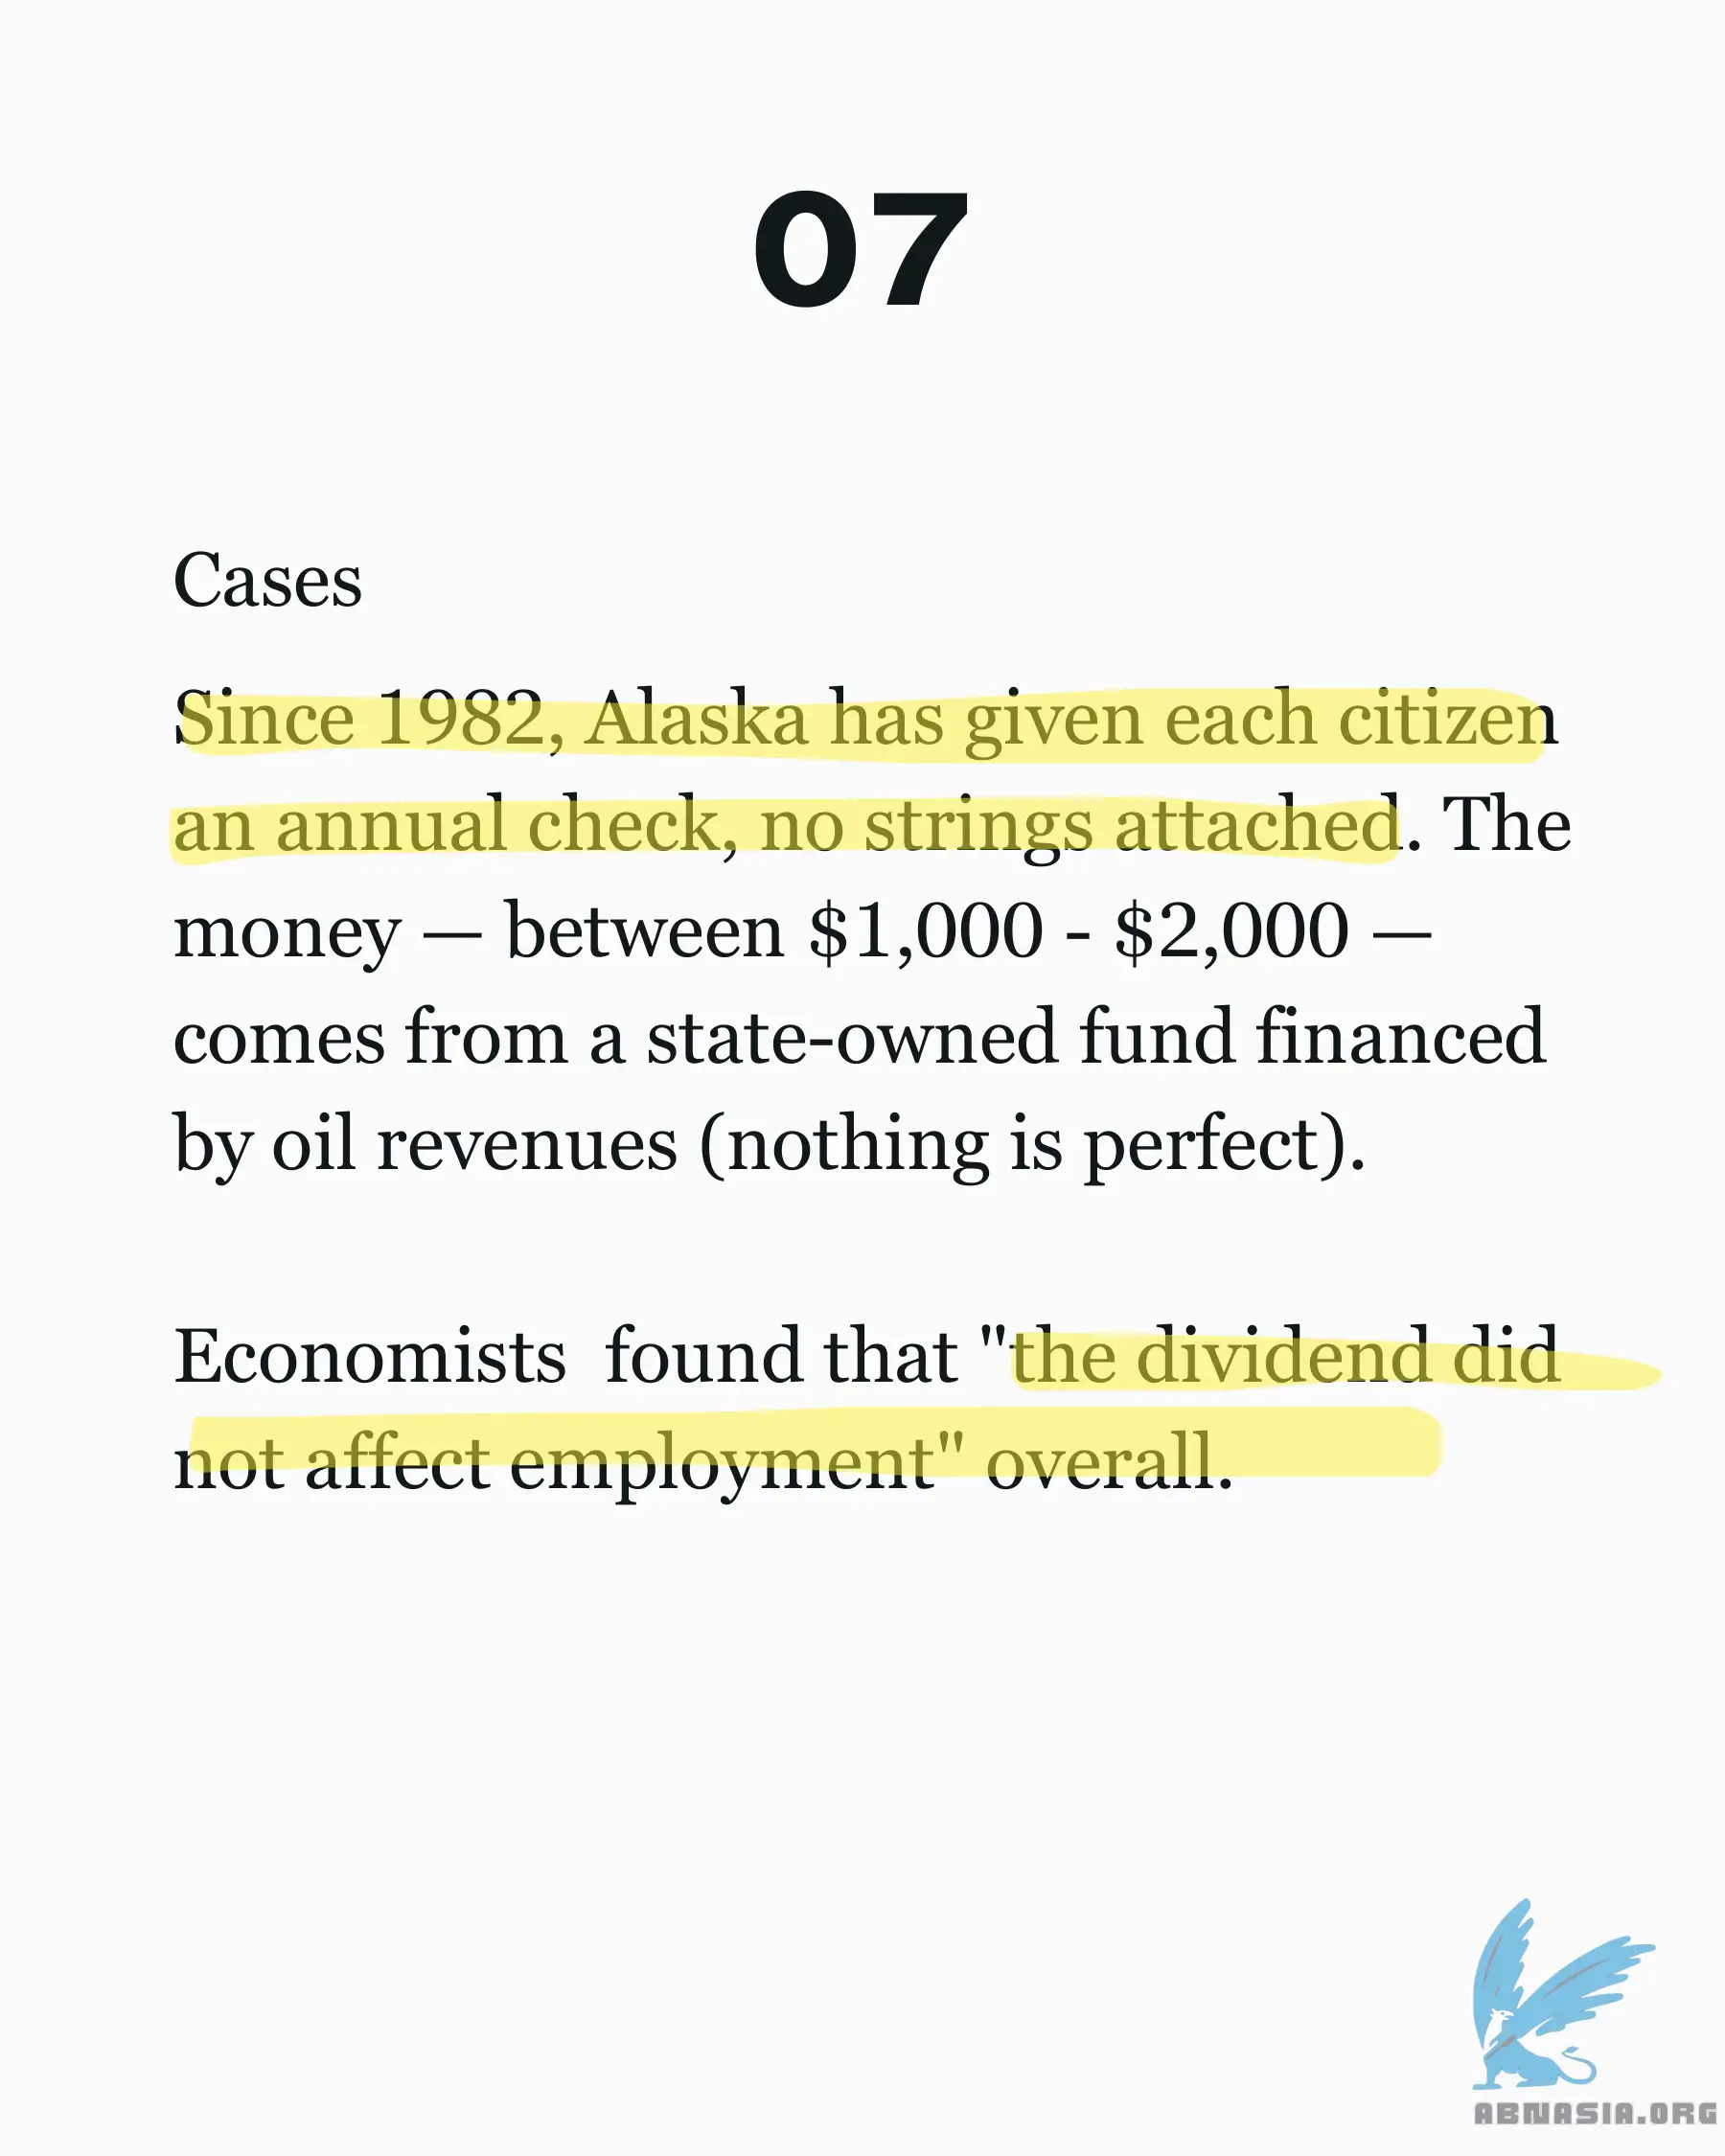 07
Cases
Since 1982, Alaska has given each citizen
an annual check, no strings attached. The
money — between $1,000 - $2,000 —
comes from a state-owned fund financed
by oil revenues (nothing is perfect).
Economists  found that "the dividend did
not affect employment" overall.
ABNASIA.ORG